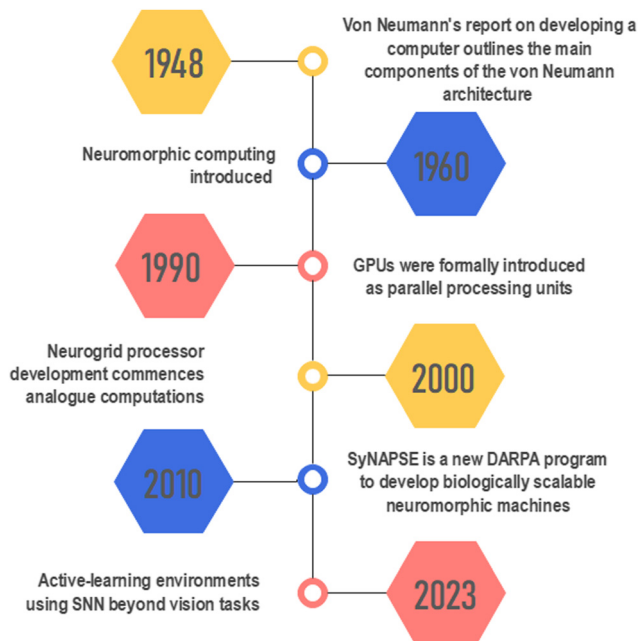 1948
Von Neumann's report on developing a
computer outlines the main
components of the von Neumann
architecture
Neuromorphic computing
introduced
1960
1990
GPUs were formally introduced
as parallel processing units
Neurogrid processor
development commences
analogue computations
2000
2010
SyNAPSE is a new DARPA program
to develop biologically scalable
neuromorphic machines
Active-learning environments
using SNN beyond vision tasks
2023